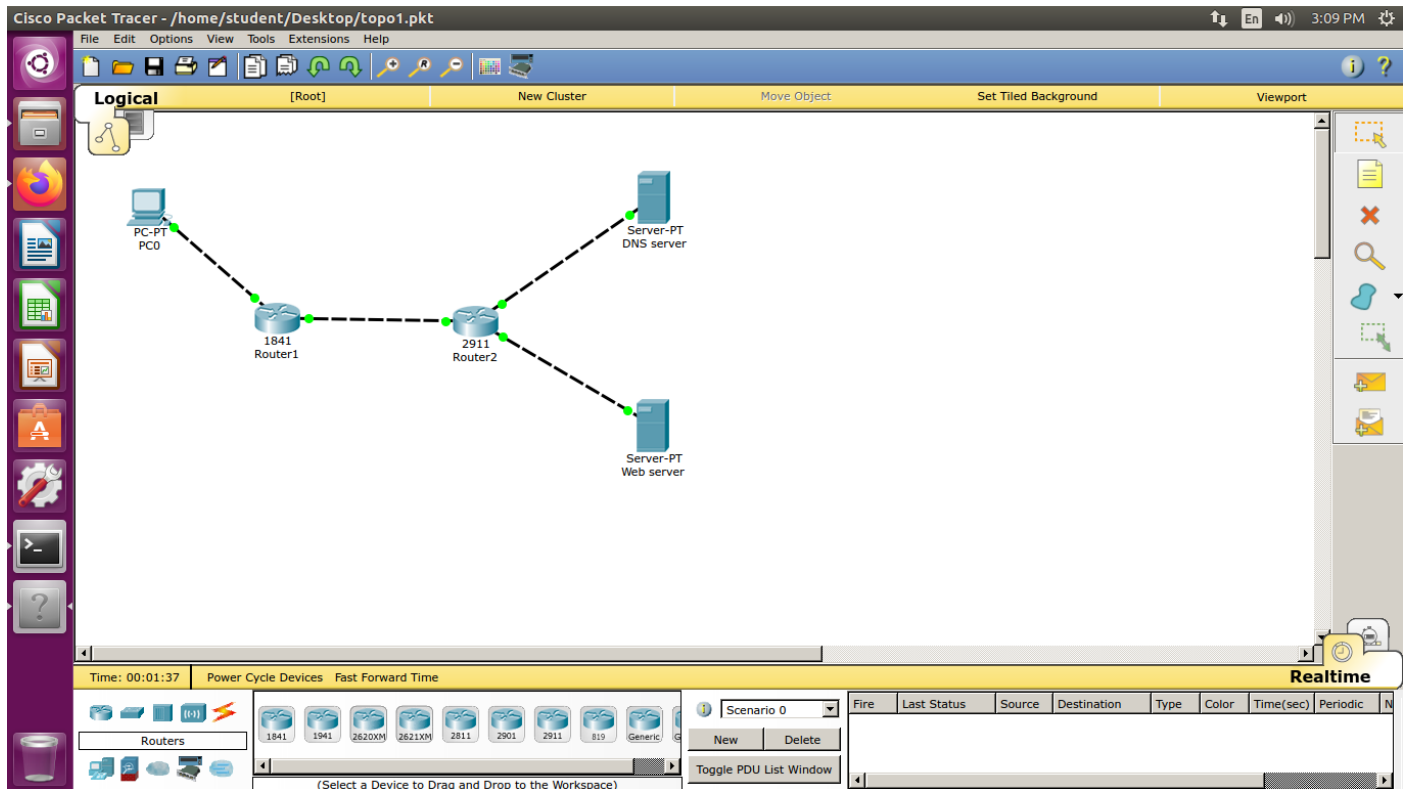 Cisco Packet Tracer - /home/student/Desktop/topo1.pkt
En
3:09 PM
File Edit Options View Tools Extensions Help
Logical
[Root]
New Cluster
Move Object
Set Tiled Background
Viewport
PC-PT
PC0
Server-PT
DNS server
1841
Router1
2911
Router2
Server-PT
Web server
Time: 00:01:37
Power Cycle Devices Fast Forward Time
Realtime
Routers
1841 1941 2620XM 2621XM 2811 2901 2911 819 Generic G
(Select a Device to Drag and Drop to the Workspace)
Scenario 0
New
Delete
Toggle PDU List Window
Fire Last Status Source Destination Type Color Time(sec) Periodic N